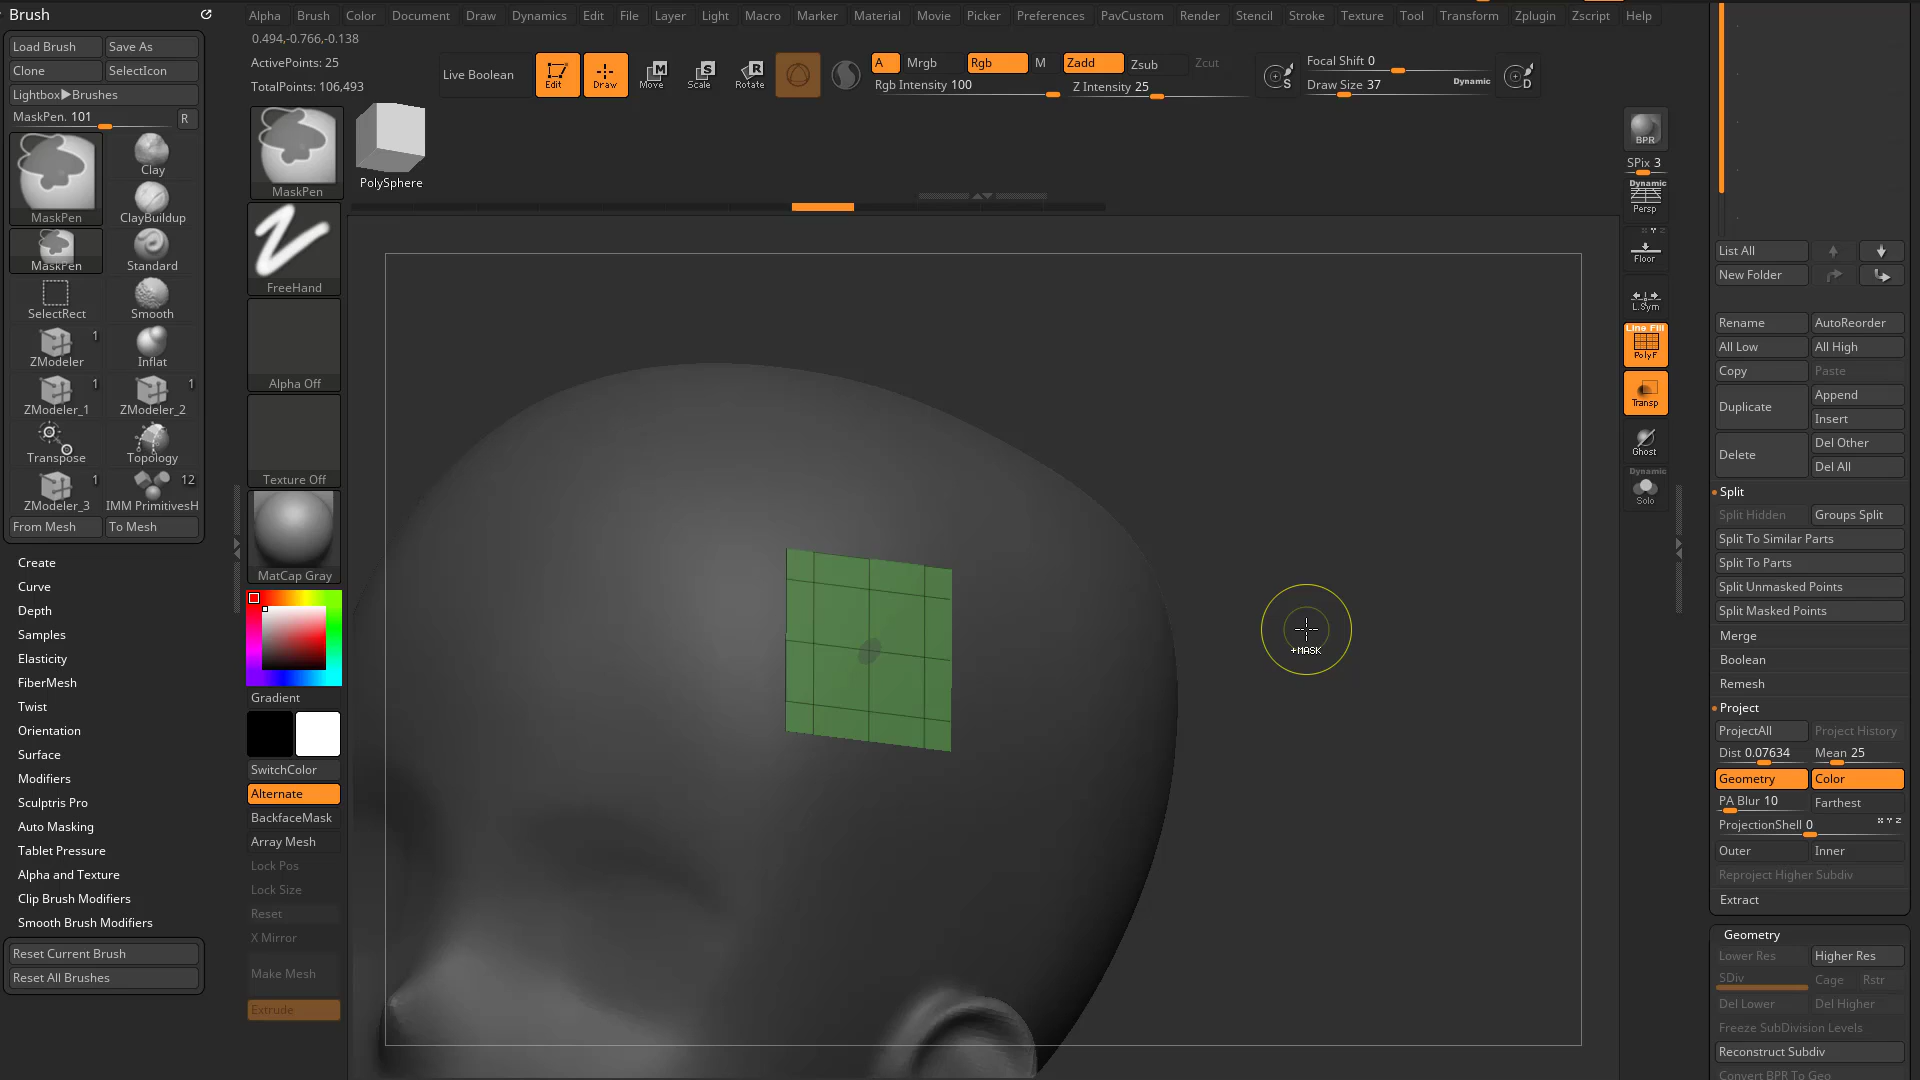 Brush
Load Brush
Save As
Clone
SelectIcon
Lightbox▶Brushes
MaskPen. 101
R
MaskPen
Clay
ClayBuildup
MaskPen
Standard
SelectRect
Smooth
ZModeler
1
Inflat
ZModeler_1
1
ZModeler_2
1
Transpose
Topology
ZModeler_3
1
IMM PrimitivesH
12
From Mesh
To Mesh
Create
Curve
Depth
Samples
Elasticity
FiberMesh
Twist
Orientation
Surface
Modifiers
Sculptris Pro
Auto Masking
Tablet Pressure
Alpha and Texture
Clip Brush Modifiers
Smooth Brush Modifiers
Reset Current Brush
Reset All Brushes
Alpha Brush Color Document Draw Dynamics Edit File Layer Light Macro Marker Material Movie Picker Preferences PavCustom Render Stencil Stroke Texture Tool Transform Zplugin Zscript Help
0.494,-0.766,-0.138
ActivePoints: 25
TotalPoints: 106,493
Live Boolean
Edit
Draw
M
Move
S
Scale
R
Rotate
A
Mrgb
Rgb
M
Zadd
Zsub
Zcut
Rgb Intensity 100
Z Intensity 25
S
Focal Shift 0
Draw Size 37
Dynamic
D
MaskPen
PolySphere
FreeHand
Alpha Off
Texture Off
MatCap Gray
Gradient
SwitchColor
Alternate
BackfaceMask
Array Mesh
Lock Pos
Lock Size
Reset
X Mirror
Make Mesh
Extrude
+MASK
BPR
SPix 3
Dynamic
Persp
X Y Z
Floor
L.Sym
Line Fill
PolyF
Transp
Ghost
Dynamic
Solo
List All
New Folder
Rename
AutoReorder
All Low
All High
Copy
Paste
Duplicate
Append
Insert
Delete
Del Other
Del All
Split
Split Hidden
Groups Split
Split To Similar Parts
Split To Parts
Split Unmasked Points
Split Masked Points
Merge
Boolean
Remesh
Project
ProjectAll
Project History
Dist 0.07634
Mean 25
Geometry
Color
PA Blur 10
Farthest
ProjectionShell 0
X Y Z
Outer
Inner
Reproject Higher Subdiv
Extract
Geometry
Lower Res
Higher Res
SDiv
Cage
Rstr
Del Lower
Del Higher
Freeze SubDivision Levels
Reconstruct Subdiv
Convert BPR To Geo